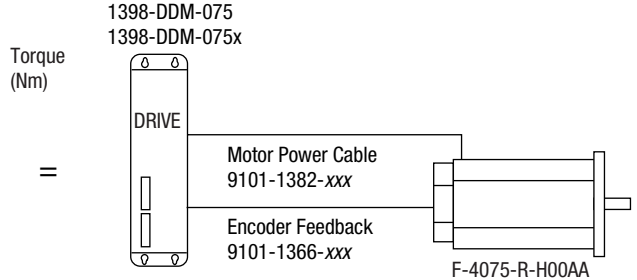 1398-DDM-075
1398-DDM-075x
Torque
(Nm)
DRIVE
=
Motor Power Cable
9101-1382-xxx
Encoder Feedback
9101-1366-xxx
F-4075-R-H00AA